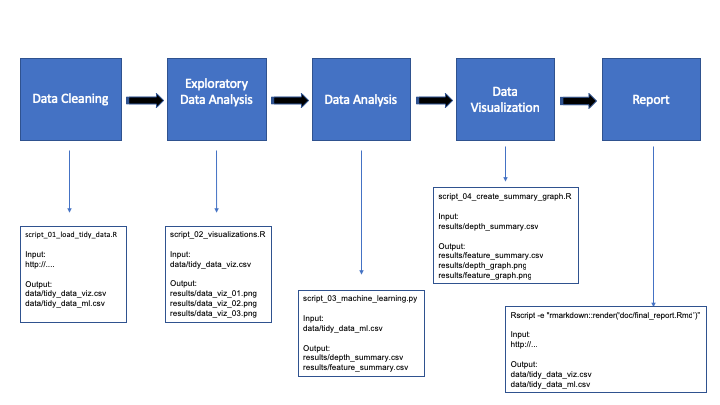 Data Cleaning
Exploratory
Data Analysis
Data Analysis
Data
Visualization
Report
script_01_load_tidy_data.R
Input:
http://....
Output:
data/tidy_data_viz.csv
data/tidy_data_ml.csv
script_02_visualizations.R
Input:
data/tidy_data_viz.csv
Output:
results/data_viz_01.png
results/data_viz_02.png
results/data_viz_03.png
script_03_machine_learning.py
Input:
data/tidy_data_ml.csv
Output:
results/depth_summary.csv
results/feature_summary.csv
script_04_create_summary_graph.R
Input:
results/depth_summary.csv
Output:
results/feature_summary.csv
results/depth_graph.png
results/feature_graph.png
Rscript -e "rmarkdown::render('doc/final_report.Rmd')"
Input:
http://...
Output:
data/tidy_data_viz.csv
data/tidy_data_ml.csv